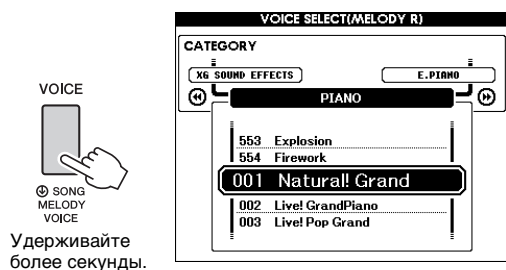 VOICE
SONG
MELODY
VOICE
Удерживайте
более секунды.
VOICE SELECT(MELODY R)
CATEGORY
XG SOUND EFFECTS
E.PIANO
PIANO
553 Explosion
554 Firework
001 Natural! Grand
002 Live! GrandPiano
003 Live! Pop Grand